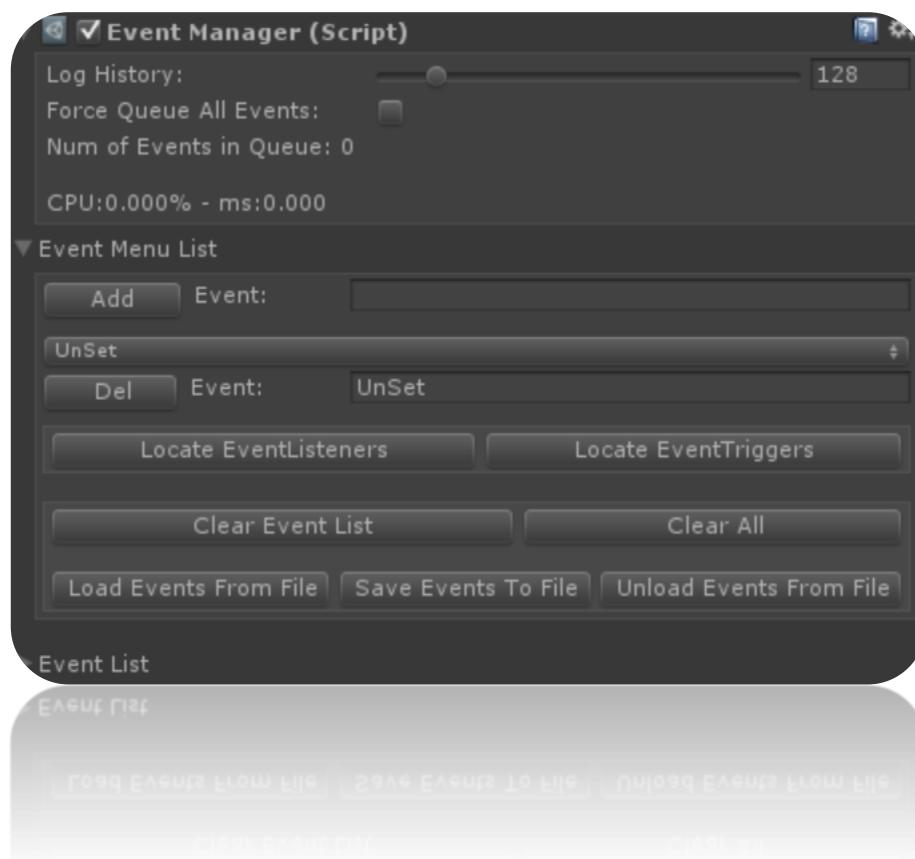 Event Manager (Script)
Log History: 128
Force Queue All Events:
Num of Events in Queue: 0
CPU:0.000% - ms:0.000
Event Menu List
Add Event:
UnSet
Del Event: UnSet
Locate EventListeners Locate EventTriggers
Clear Event List Clear All
Load Events From File Save Events To File Unload Events From File
Event List